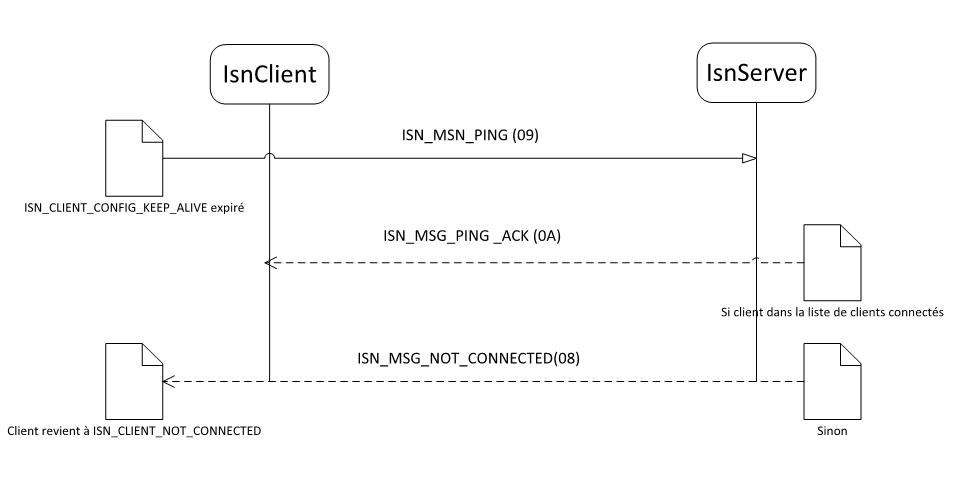 IsnClient
IsnServer
ISN_MSN_PING (09)
ISN_CLIENT_CONFIG_KEEP_ALIVE expiré
ISN_MSG_PING _ACK (0A)
Si client dans la liste de clients connectés
ISN_MSG_NOT_CONNECTED(08)
Client revient à ISN_CLIENT_NOT_CONNECTED
Sinon